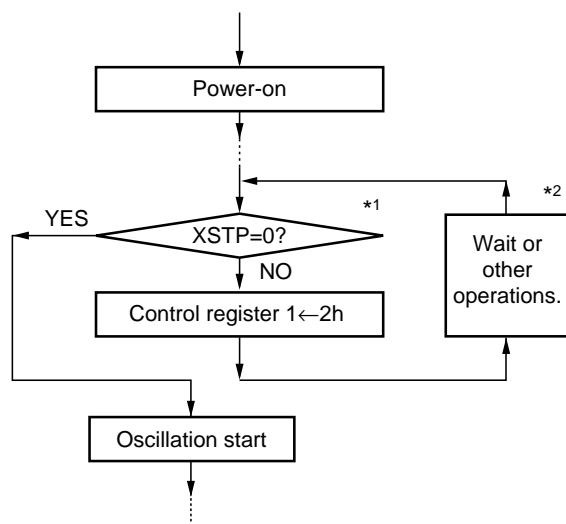 Power-on
*1
*2
YES
XSTP=0?
NO
Wait or
other
operations.
Control register 1←2h
Oscillation start